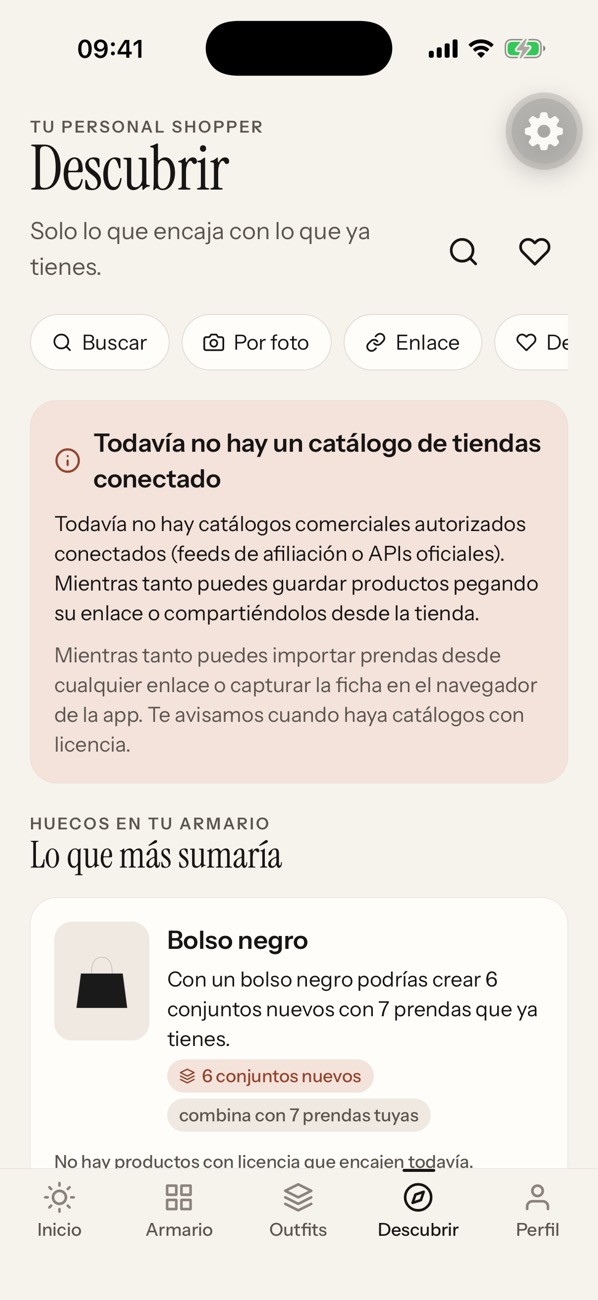 09:41
TU PERSONAL SHOPPER
Descubrir
Solo lo que encaja con lo que ya
tienes.
Buscar
Por foto
Enlace
De
Todavía no hay un catálogo de tiendas
conectado
Todavía no hay catálogos comerciales autorizados
conectados (feeds de afiliación o APIs oficiales).
Mientras tanto puedes guardar productos pegando
su enlace o compartiéndolos desde la tienda.
Mientras tanto puedes importar prendas desde
cualquier enlace o capturar la ficha en el navegador
de la app. Te avisamos cuando haya catálogos con
licencia.
HUECOS EN TU ARMARIO
Lo que más sumaría
Bolso negro
Con un bolso negro podrías crear 6
conjuntos nuevos con 7 prendas que ya
tienes.
6 conjuntos nuevos
combina con 7 prendas tuyas
No hay productos con licencia que encajen todavía.
Inicio
Armario
Outfits
Descubrir
Perfil